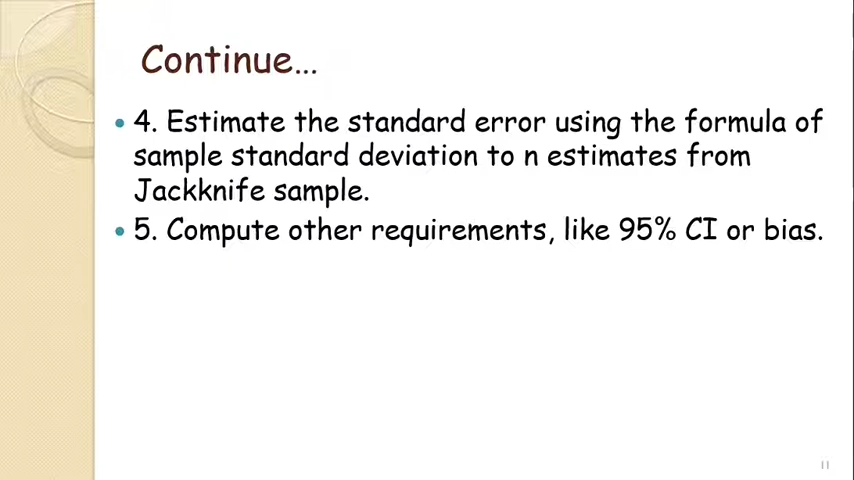 Continue...
• 4. Estimate the standard error using the formula of
sample standard deviation to n estimates from
Jackknife sample.
• 5. Compute other requirements, like 95% CI or bias.
11